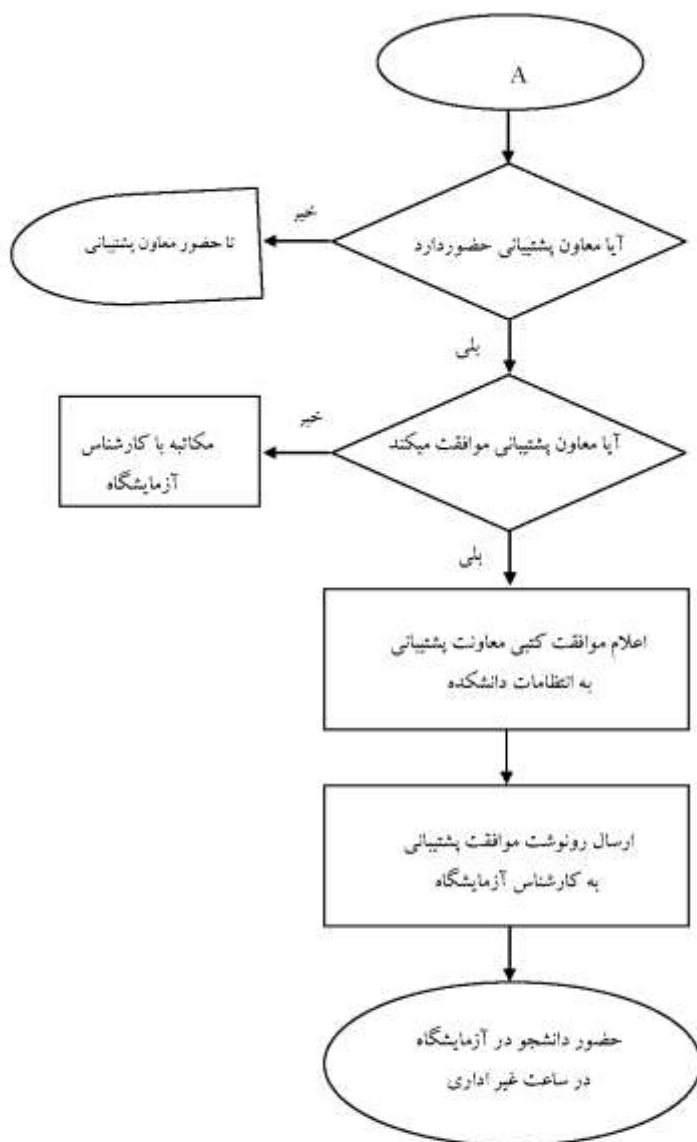 A
آیا معاون پشتیبانی حضوردارد
خیر
تا حضور معاون پشتیبانی
بلی
آیا معاون پشتیبانی موافقت میکند
خیر
مکاتبه با کارشناس
آزمایشگاه
بلی
اعلام موافقت کتبی معاونت پشتیبانی
به انتظامات دانشکده
ارسال رونوشت موافقت پشتیبانی
به کارشناس آزمایشگاه
حضور دانشجو در آزمایشگاه
در ساعت غیر اداری